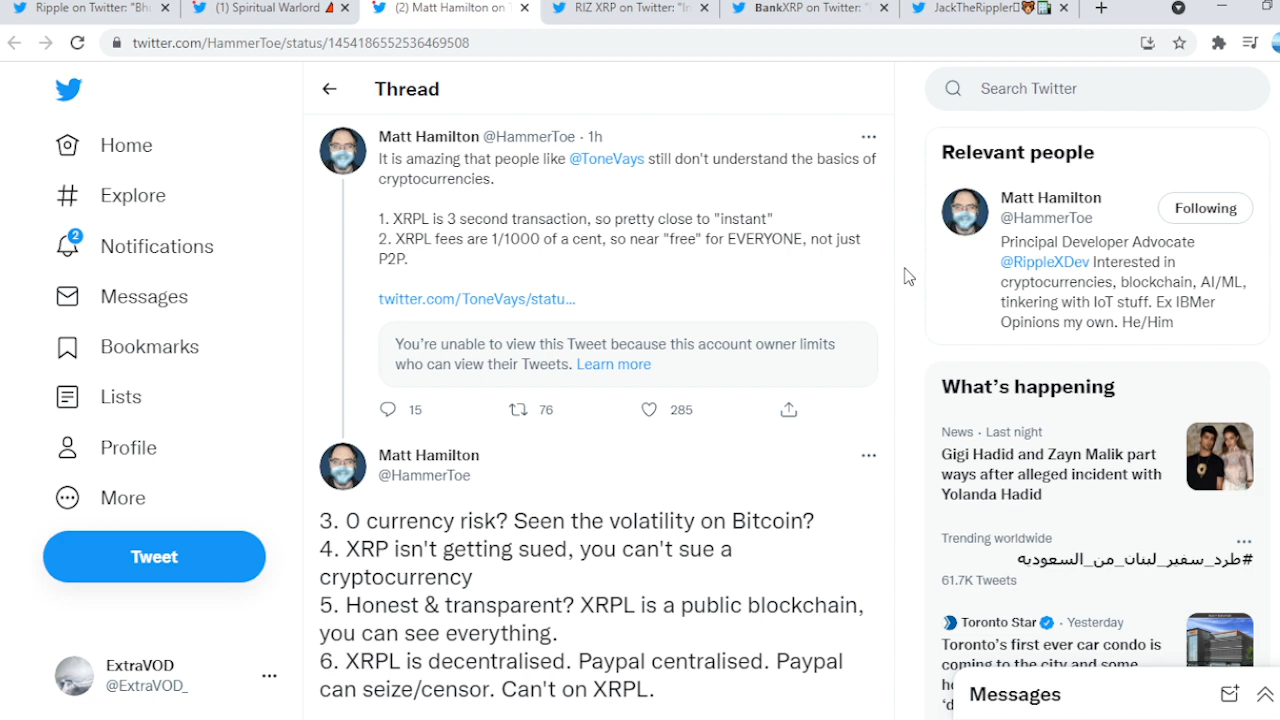 Ripple on Twitter: "Bh
(1) Spiritual Warlord
(2) Matt Hamilton on T
RIZ XRP on Twitter: "In
BankXRP on Twitter: "
JackTheRippler
twitter.com/HammerToe/status/1454186552536469508
Home
Explore
2
Notifications
Messages
Bookmarks
Lists
Profile
More
Tweet
ExtraVOD
@ExtraVOD_
Thread
Matt Hamilton @HammerToe · 1h
It is amazing that people like @ToneVays still don't understand the basics of
cryptocurrencies.
1. XRPL is 3 second transaction, so pretty close to "instant"
2. XRPL fees are 1/1000 of a cent, so near "free" for EVERYONE, not just
P2P.
twitter.com/ToneVays/statu...
You're unable to view this Tweet because this account owner limits
who can view their Tweets. Learn more
15
76
285
Matt Hamilton
@HammerToe
3. 0 currency risk? Seen the volatility on Bitcoin?
4. XRP isn't getting sued, you can't sue a
cryptocurrency
5. Honest & transparent? XRPL is a public blockchain,
you can see everything.
6. XRPL is decentralised. Paypal centralised. Paypal
can seize/censor. Can't on XRPL.
Search Twitter
Relevant people
Matt Hamilton
@HammerToe
Following
Principal Developer Advocate
@RippleXDev Interested in
cryptocurrencies, blockchain, AI/ML,
tinkering with IoT stuff. Ex IBMer
Opinions my own. He/Him
What's happening
News · Last night
Gigi Hadid and Zayn Malik part
ways after alleged incident with
Yolanda Hadid
Trending worldwide
#طرد_سفير_لبنان_من_السعوديه
61.7K Tweets
Toronto Star · Yesterday
Toronto's first ever car condo is
coming to the city and some
Messages